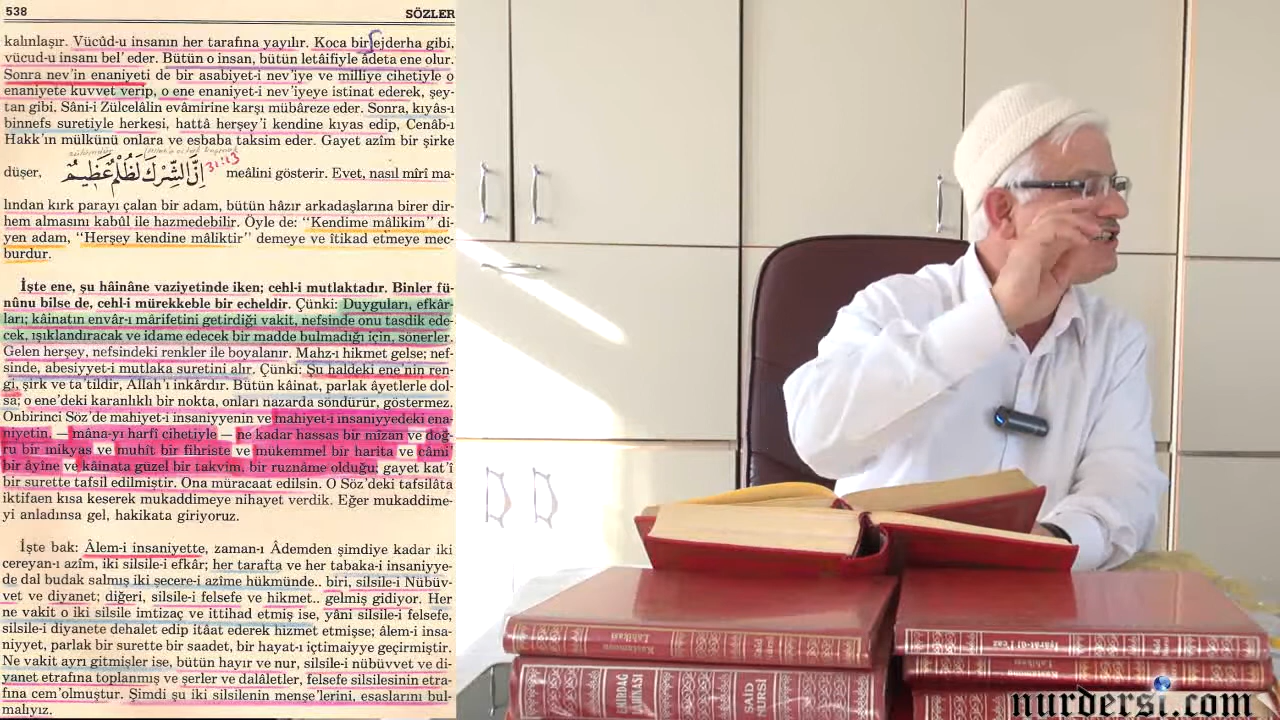 538
SÖZLER
kalınlaşır. Vücûd-u insanın her tarafına yayılır. Koca bir ejderha gibi,
vücud-u insanı bel' eder. Bütün o insan, bütün letâifiyle âdeta ene olur.
Sonra nev'in enaniyeti de bir asabiyet-i nev'iye ve milliye cihetiyle o
enaniyete kuvvet verip, o ene enaniyet-i nev'iyeye istinat ederek, şey-
tan gibi. Sâni-i Zülcelâlin evâmirine karşı mübâreze eder. Sonra, kıyâs-ı
binnefs suretiyle herkesi, hattâ herşey'i kendine kıyas edip, Cenâb-ı
Hakk'ın mülkünü onlara ve esbaba taksim eder. Gayet azîm bir şirke
düşer, اِنَّ الشِّرْكَ لَظُلْمٌ عَظِيمٌ 31:13 meâlini gösterir. Evet, nasıl mîrî ma-
lından kırk parayı çalan bir adam, bütün hâzır arkadaşlarına birer dir-
hem almasını kabûl ile hazmedebilir. Öyle de: "Kendime mâlikim" di-
yen adam, "Herşey kendine mâliktir" demeye ve îtikad etmeye mec-
burdur.
İşte ene, şu hâinâne vaziyetinde iken; cehl-i mutlaktadır. Binler fü-
nûnu bilse de, cehl-i mürekkeble bir echeldir. Çünki: Duyguları, efkâr-
ları; kâinatın envâr-ı mârifetini getirdiği vakit, nefsinde onu tasdik ede-
cek, ışıklandıracak ve idame edecek bir madde bulmadığı için, sönerler.
Gelen herşey, nefsindeki renkler ile boyalanır. Mahz-ı hikmet gelse; nef-
sinde, abesiyyet-i mutlaka suretini alır. Çünki: Şu haldeki ene'nin ren-
gi, şirk ve ta'tildir, Allah'ı inkârdır. Bütün kâinat, parlak âyetlerle dol-
sa; o ene'deki karanlıklı bir nokta, onları nazarda söndürür, göstermez.
Onbirinci Söz'de mahiyet-i insaniyyenin ve mahiyet-i insaniyyedeki ena-
niyetin, — mâna-yı harfî cihetiyle — ne kadar hassas bir mîzan ve doğ-
ru bir mikyas ve muhît bir fihriste ve mükemmel bir harita ve câmi'
bir âyîne ve kâinata güzel bir takvim, bir ruznâme olduğu; gayet kat'î
bir surette tafsil edilmiştir. Ona müracaat edilsin. O Söz'deki tafsilâta
iktifaen kısa keserek mukaddimeye nihayet verdik. Eğer mukaddime-
yi anladınsa gel, hakikata giriyoruz.
İşte bak: Âlem-i insaniyette, zaman-ı Âdemden şimdiye kadar iki
cereyan-ı azîm, iki silsile-i efkâr; her tarafta ve her tabaka-i insaniyye-
de dal budak salmış iki şecere-i azîme hükmünde.. biri, silsile-i Nübüv-
vet ve diyanet; diğeri, silsile-i felsefe ve hikmet.. gelmiş gidiyor. Her
ne vakit o iki silsile imtizaç ve ittihad etmiş ise, yâni silsile-i felsefe,
silsile-i diyanete dehalet edip itâat ederek hizmet etmişse; âlem-i insa-
niyyet, parlak bir surette bir saadet, bir hayat-ı içtimaiyye geçirmiştir.
Ne vakit ayrı gitmişler ise, bütün hayır ve nur, silsile-i nübüvvet ve di-
yanet etrafına toplanmış ve şerler ve dalâletler, felsefe silsilesinin etra-
fına cem'olmuştur. Şimdi şu iki silsilenin menşe'lerini, esaslarını bul-
malıyız.
Kastamonu
Lahikası
EMİRDAĞ
LAHİKASI
SAİD
NURSİ
İşârât-ül İ'caz
nurdersi.com